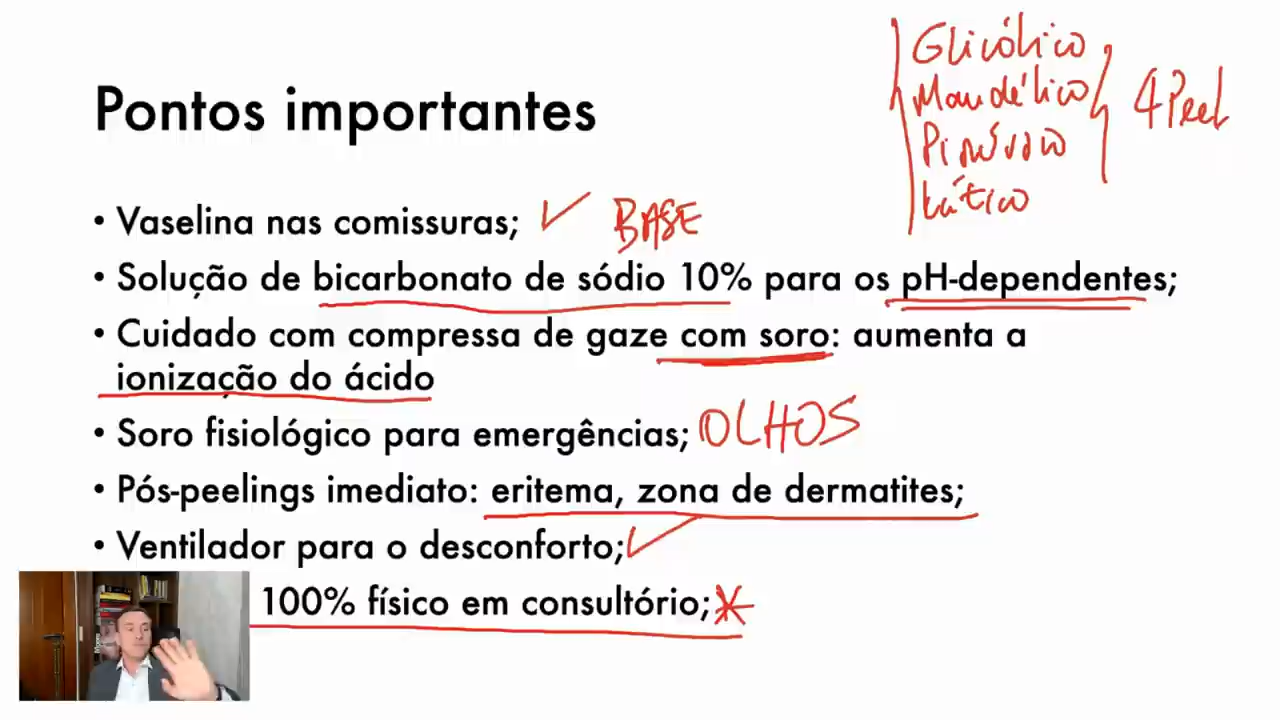 Glicólico
Mandélico
Pirúvico
Lático
4 Peel
Pontos importantes
• Vaselina nas comissuras; BASE
• Solução de bicarbonato de sódio 10% para os pH-dependentes;
• Cuidado com compressa de gaze com soro: aumenta a
ionização do ácido
• Soro fisiológico para emergências; OLHOS
• Pós-peelings imediato: eritema, zona de dermatites;
• Ventilador para o desconforto;
100% físico em consultório;*